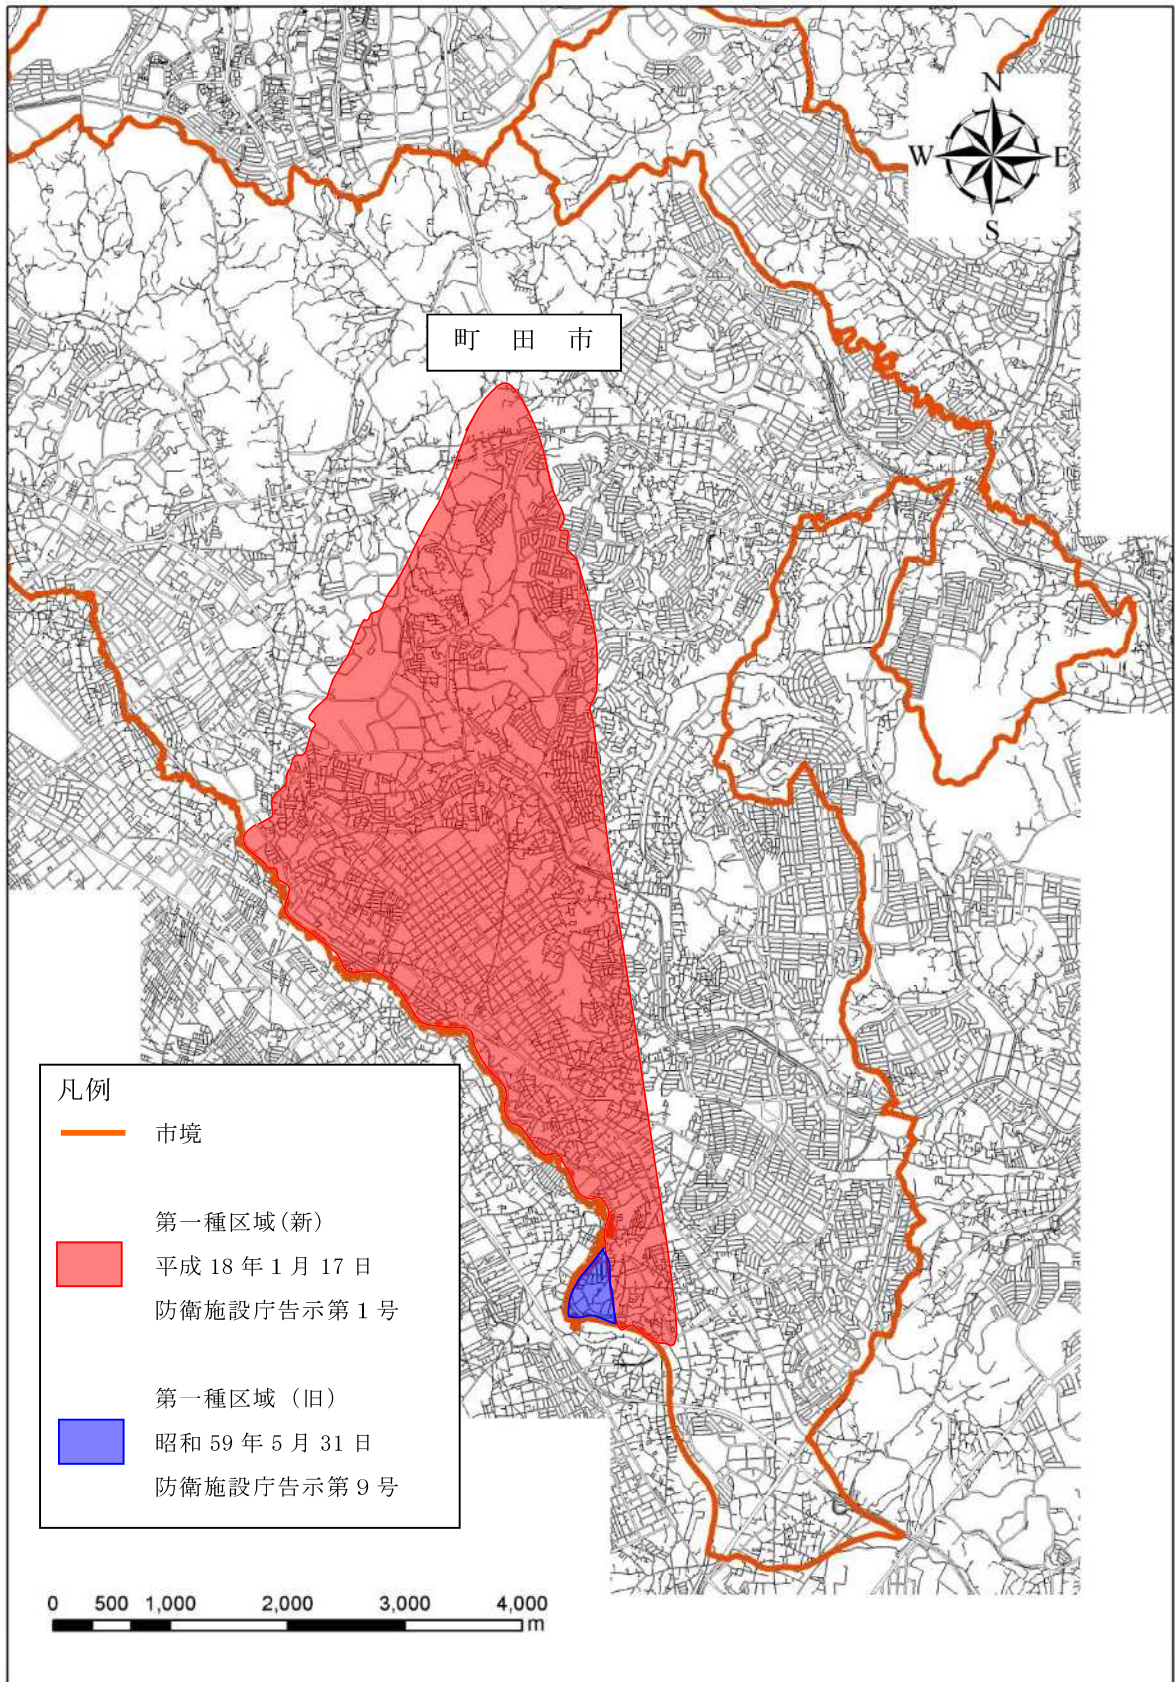 N
W E
S
町 田 市
凡例
市境
第一種区域(新)
平成 18 年 1 月 17 日
防衛施設庁告示第 1 号
第一種区域 (旧)
昭和 59 年 5 月 31 日
防衛施設庁告示第 9 号
0 500 1,000 2,000 3,000 4,000
m